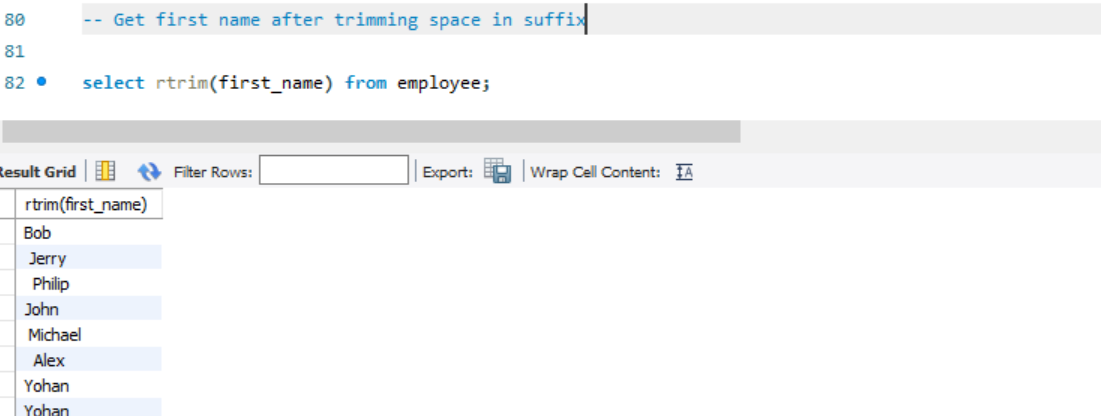 80 -- Get first name after trimming space in suffix
81
82 select rtrim(first_name) from employee;
Result Grid Filter Rows: Export: Wrap Cell Content:
rtrim(first_name)
Bob
Jerry
Philip
John
Michael
Alex
Yohan
Yohan